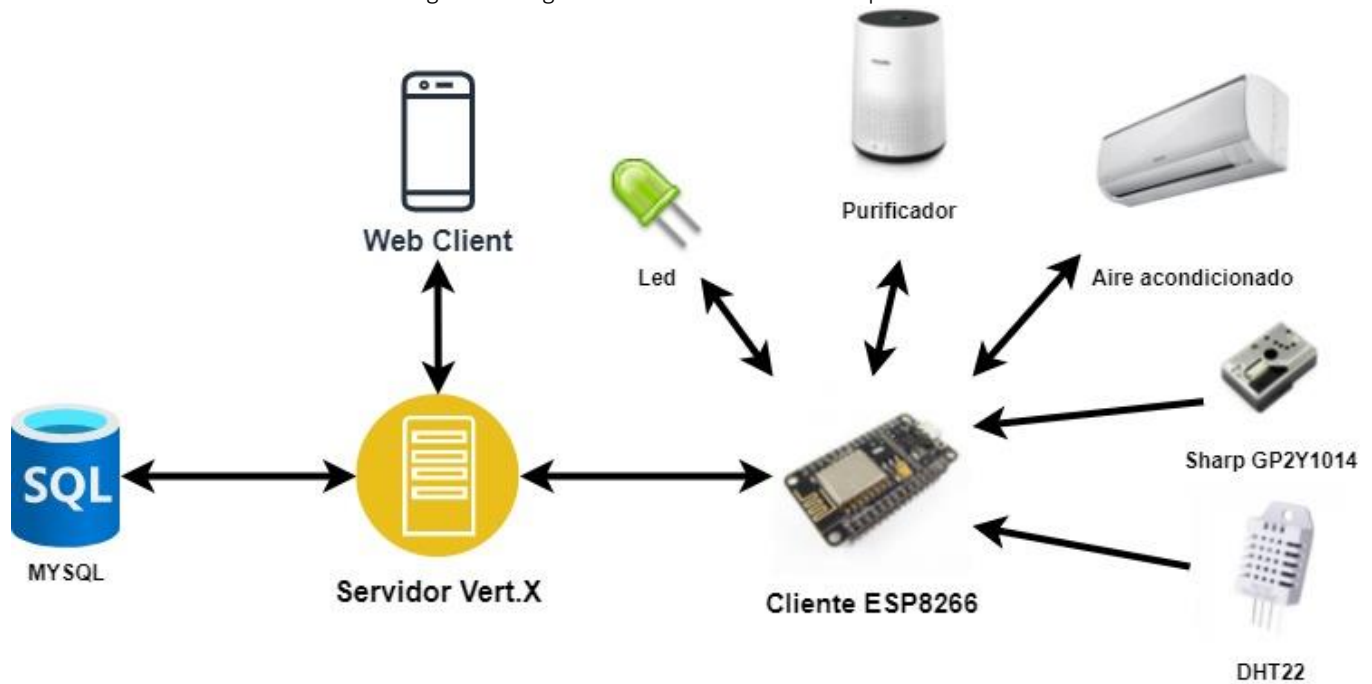 Web Client
Purificador
Led
Aire acondicionado
SQL
MYSQL
Servidor Vert.X
Cliente ESP8266
Sharp GP2Y1014
DHT22